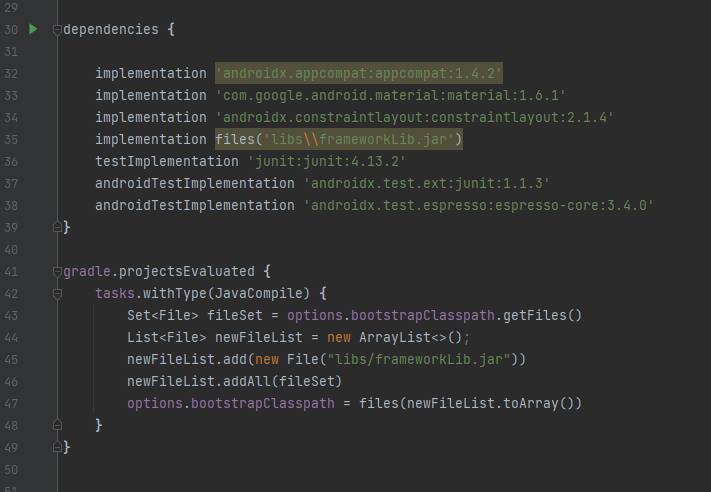 29
30 dependencies {
31
32     implementation 'androidx.appcompat:appcompat:1.4.2'
33     implementation 'com.google.android.material:material:1.6.1'
34     implementation 'androidx.constraintlayout:constraintlayout:2.1.4'
35     implementation files('libs\\frameworkLib.jar')
36     testImplementation 'junit:junit:4.13.2'
37     androidTestImplementation 'androidx.test.ext:junit:1.1.3'
38     androidTestImplementation 'androidx.test.espresso:espresso-core:3.4.0'
39 }
40
41 gradle.projectsEvaluated {
42     tasks.withType(JavaCompile) {
43         Set<File> fileSet = options.bootstrapClasspath.getFiles()
44         List<File> newFileList = new ArrayList<>();
45         newFileList.add(new File("libs/frameworkLib.jar"))
46         newFileList.addAll(fileSet)
47         options.bootstrapClasspath = files(newFileList.toArray())
48     }
49 }
50
51